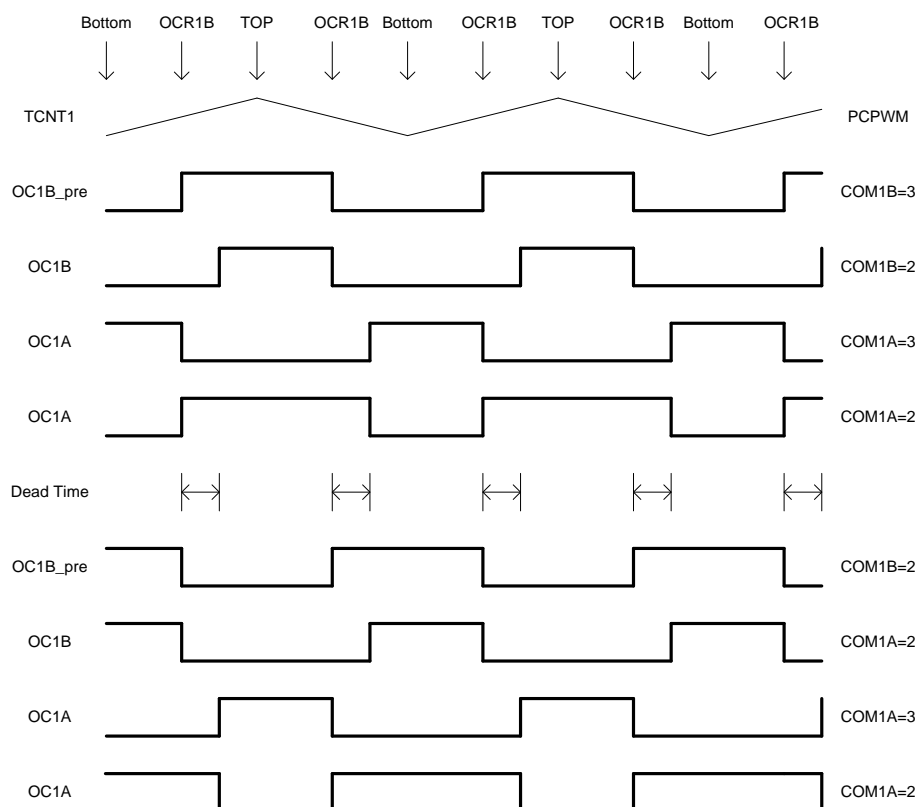 Bottom OCR1B TOP OCR1B Bottom OCR1B TOP OCR1B Bottom OCR1B
TCNT1 PCPWM
OC1B_pre COM1B=3
OC1B COM1B=2
OC1A COM1A=3
OC1A COM1A=2
Dead Time
OC1B_pre COM1B=2
OC1B COM1A=2
OC1A COM1A=3
OC1A COM1A=2